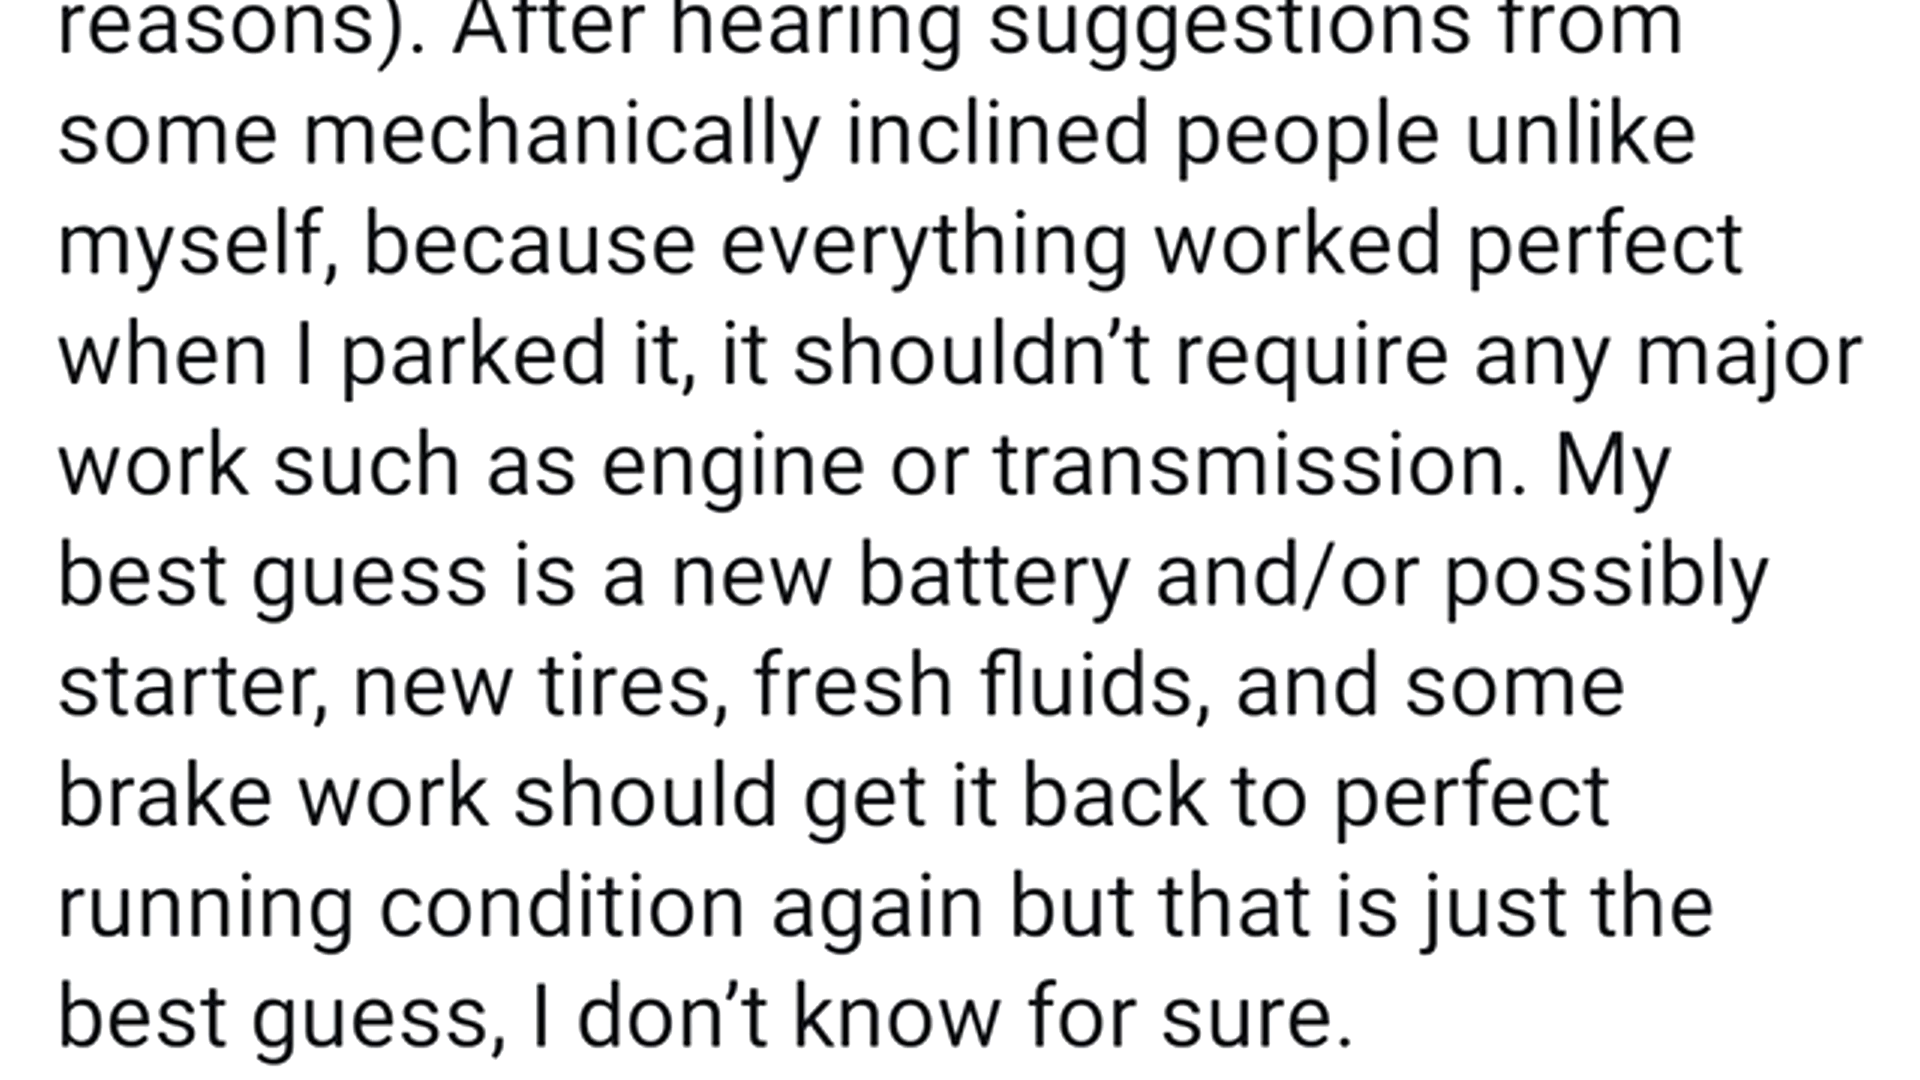 reasons). After hearing suggestions from
some mechanically inclined people unlike
myself, because everything worked perfect
when I parked it, it shouldn’t require any major
work such as engine or transmission. My
best guess is a new battery and/or possibly
starter, new tires, fresh fluids, and some
brake work should get it back to perfect
running condition again but that is just the
best guess, I don’t know for sure.